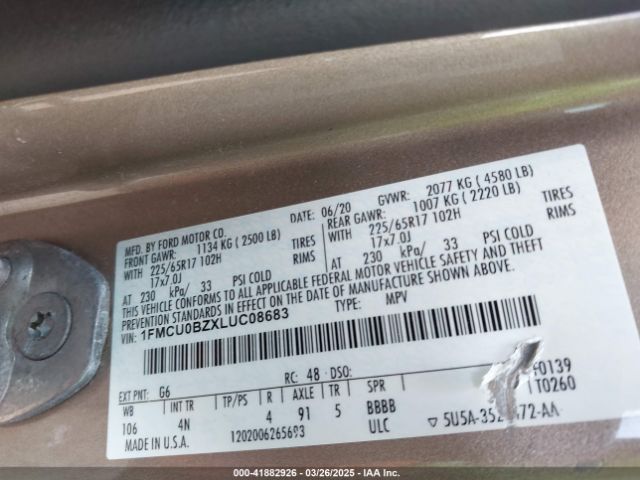 MFD. BY FORD MOTOR CO.
DATE: 06/20 GVWR: 2077 KG ( 4580 LB)
FRONT GAWR: 1134 KG ( 2500 LB) REAR GAWR: 1007 KG ( 2220 LB)
WITH 225/65R17 102H TIRES WITH 225/65R17 102H TIRES
17x7.0J RIMS 17x7.0J RIMS
AT 230 kPa/ 33 PSI COLD AT 230 kPa/ 33 PSI COLD
THIS VEHICLE CONFORMS TO ALL APPLICABLE FEDERAL MOTOR VEHICLE SAFETY AND THEFT
PREVENTION STANDARDS IN EFFECT ON THE DATE OF MANUFACTURE SHOWN ABOVE.
VIN: 1FMCU0BZXLUC08683 TYPE: MPV
F0139
EXT PNT: G6 RC: 48 DSO: 1T0260
WB INT TR TP/PS R AXLE TR SPR
106 4N 4 91 5 BBBB
MADE IN U.S.A. ULC
000-41882926 | 03/26/2025 | IAA Inc.